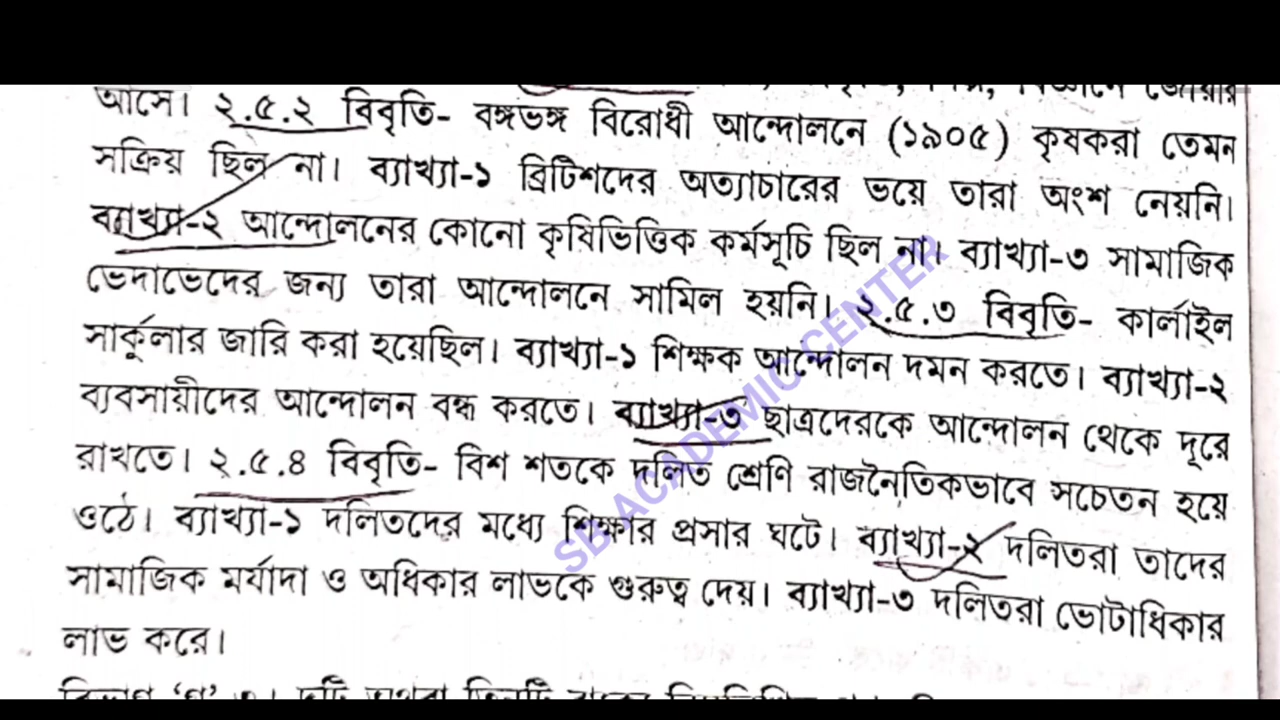 আসে। ২.৫.২ বিবৃতি- বঙ্গভঙ্গ বিরোধী আন্দোলনে (১৯০৫) কৃষকরা তেমন
সক্রিয় ছিল না। ব্যাখ্যা-১ ব্রিটিশদের অত্যাচারের ভয়ে তারা অংশ নেয়নি।
ব্যাখ্যা-২ আন্দোলনের কোনো কৃষিভিত্তিক কর্মসূচি ছিল না। ব্যাখ্যা-৩ সামাজিক
ভেদাভেদের জন্য তারা আন্দোলনে সামিল হয়নি। ২.৫.৩ বিবৃতি- কার্লাইল
সার্কুলার জারি করা হয়েছিল। ব্যাখ্যা-১ শিক্ষক আন্দোলন দমন করতে। ব্যাখ্যা-২
ব্যবসায়ীদের আন্দোলন বন্ধ করতে। ব্যাখ্যা-৩ ছাত্রদেরকে আন্দোলন থেকে দূরে
রাখতে। ২.৫.৪ বিবৃতি- বিশ শতকে দলিত শ্রেণি রাজনৈতিকভাবে সচেতন হয়ে
ওঠে। ব্যাখ্যা-১ দলিতদের মধ্যে শিক্ষার প্রসার ঘটে। ব্যাখ্যা-২ দলিতরা তাদের
সামাজিক মর্যাদা ও অধিকার লাভকে গুরুত্ব দেয়। ব্যাখ্যা-৩ দলিতরা ভোটাধিকার
লাভ করে।
SB ACADEMIC CENTER